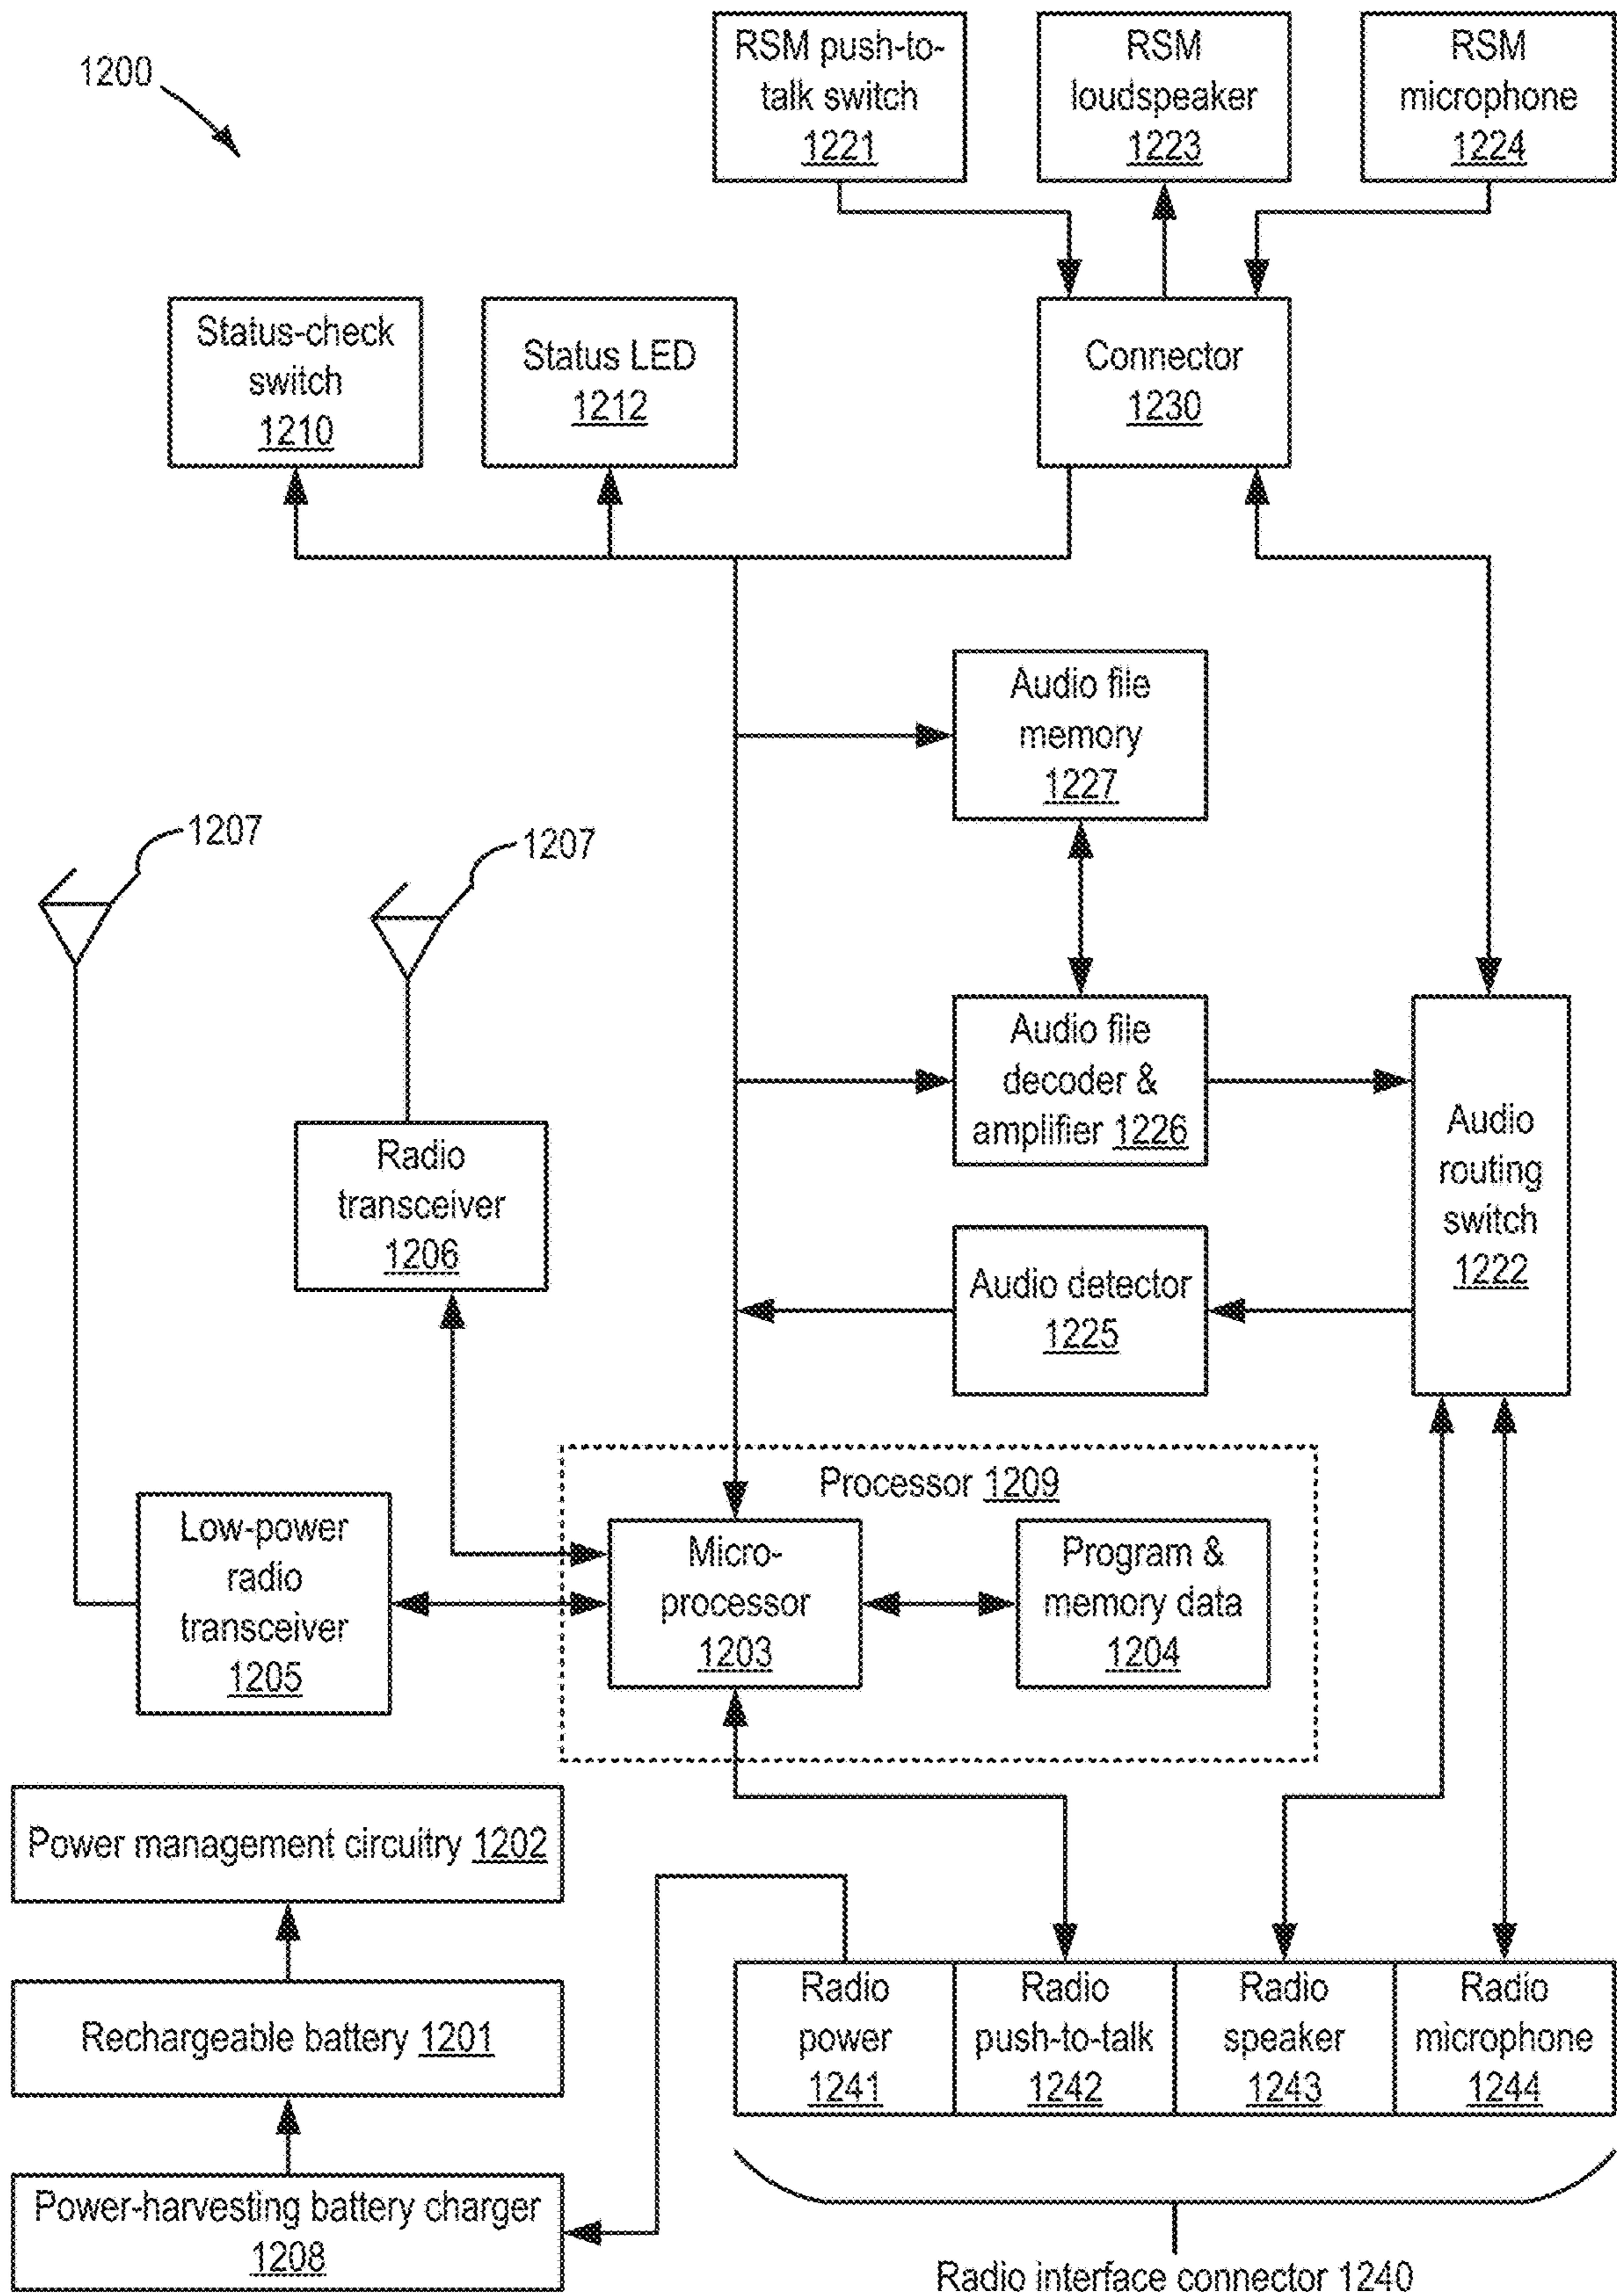 1200
RSM push-to-
talk switch
1221
RSM
loudspeaker
1223
RSM
microphone
1224
Status-check
switch
1210
Status LED
1212
Connector
1230
Audio file
memory
1227
1207
1207
Audio file
decoder &
amplifier 1226
Audio
routing
switch
1222
Radio
transceiver
1206
Audio detector
1225
Processor 1209
Low-power
radio
transceiver
1205
Micro-
processor
1203
Program &
memory data
1204
Power management circuitry 1202
Rechargeable battery 1201
Power-harvesting battery charger
1208
Radio
power
1241
Radio
push-to-talk
1242
Radio
speaker
1243
Radio
microphone
1244
Radio interface connector 1240